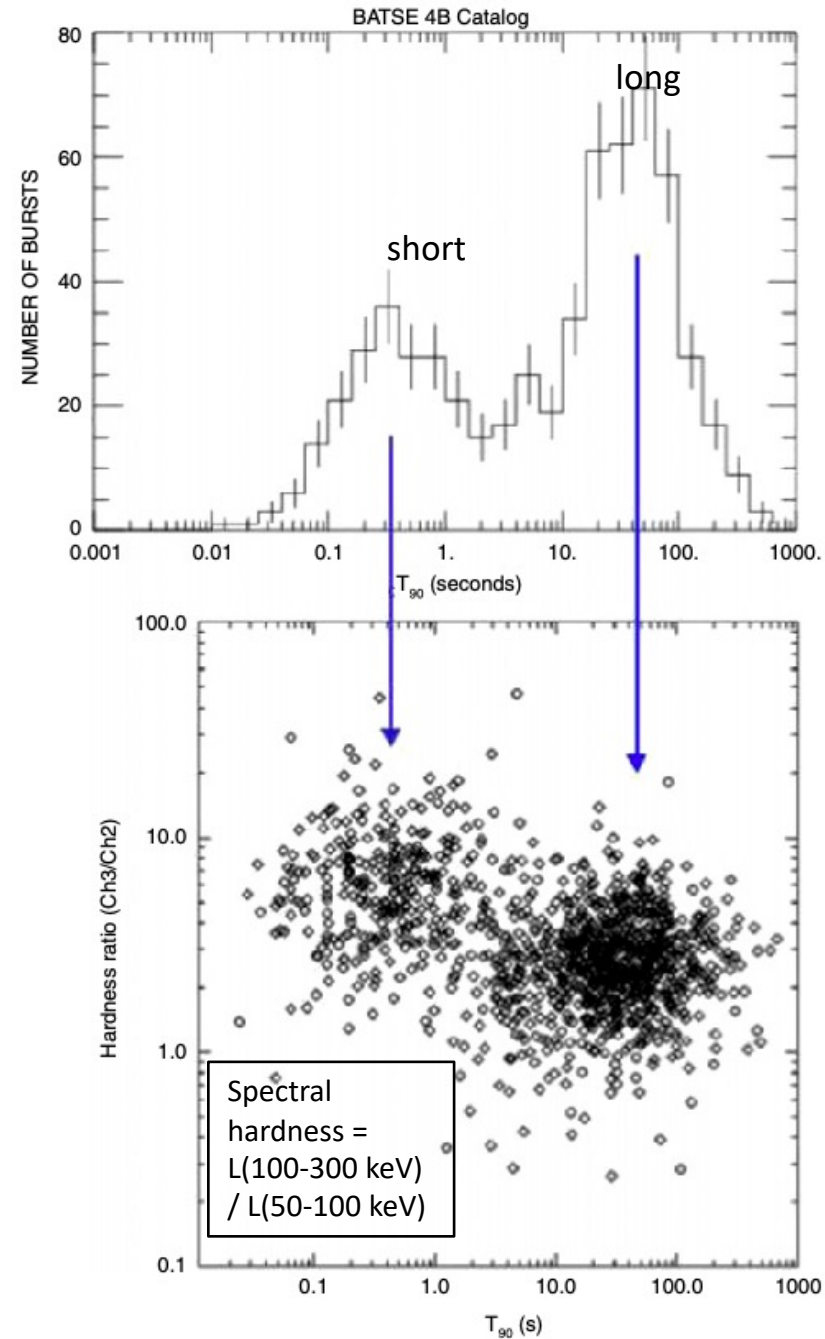 BATSE 4B Catalog
80
60
40
20
0
NUMBER OF BURSTS
short
long
0.001 0.01 0.1 1. 10. 100. 1000.
T90 (seconds)
100.0
10.0
1.0
0.1
Hardness ratio (Ch3/Ch2)
Spectral
hardness =
L(100-300 keV)
/ L(50-100 keV)
0.1 1.0 10.0 100.0 1000
T90 (s)